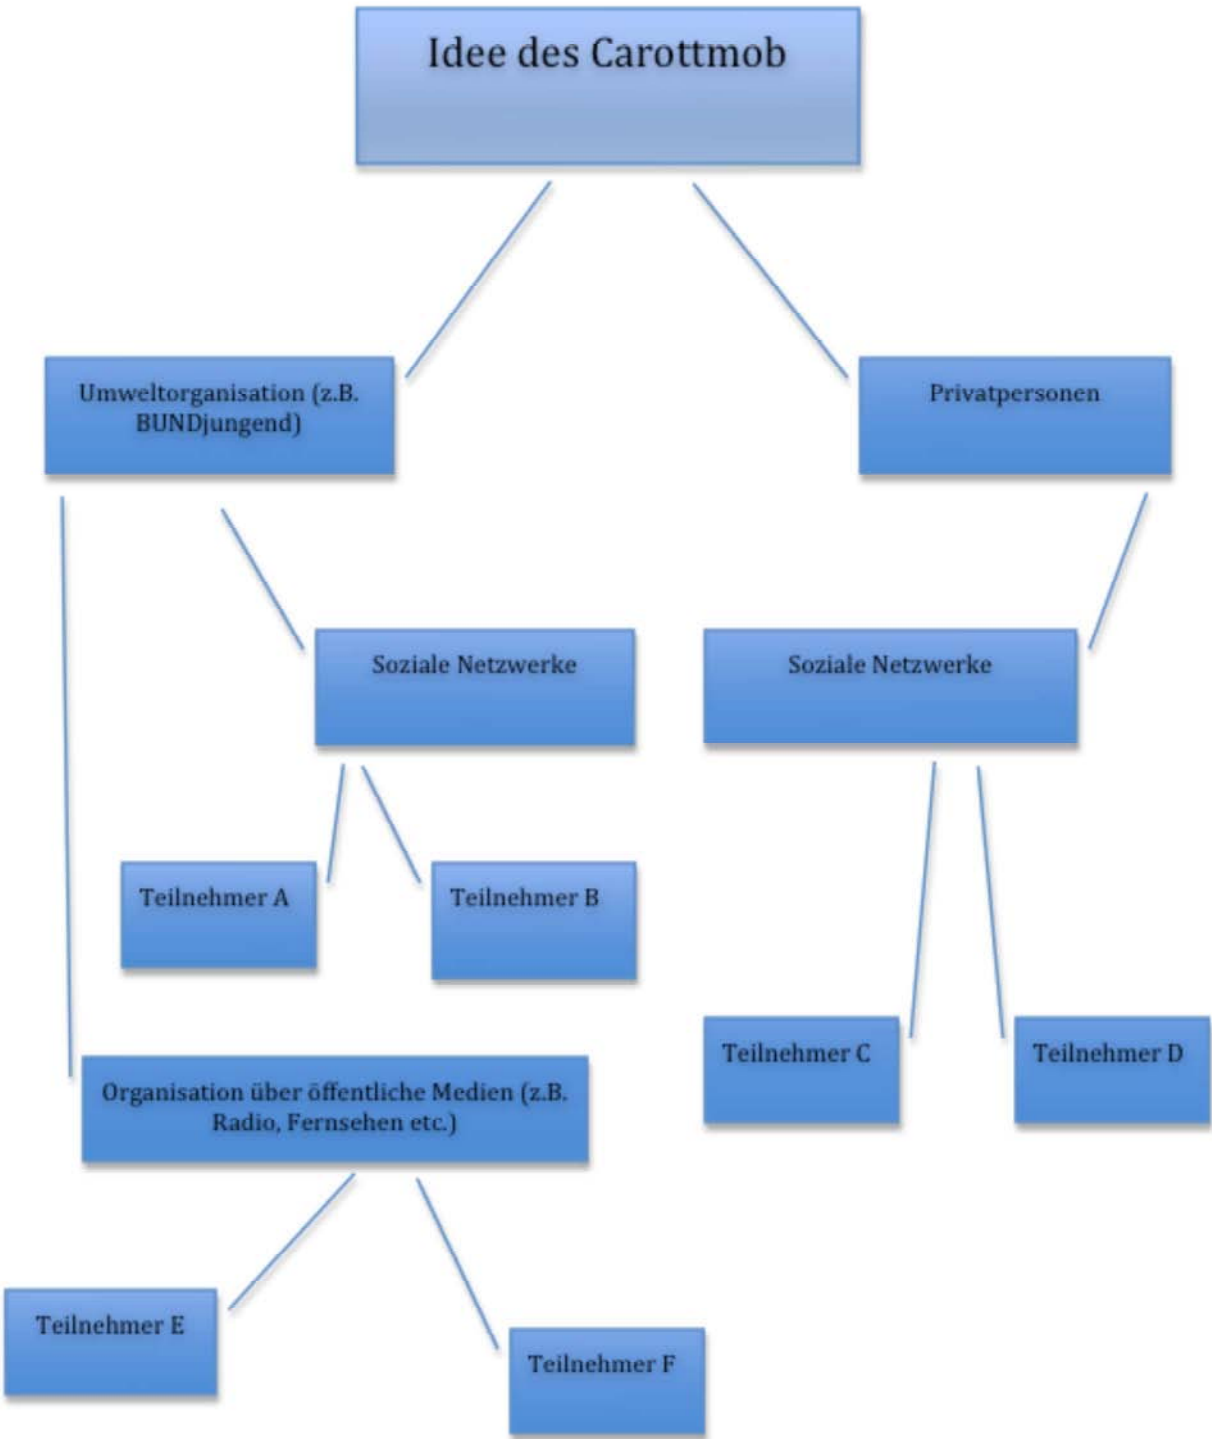 Idee des Carottmob
Umweltorganisation (z.B.
BUNDjungend)
Privatpersonen
Soziale Netzwerke
Soziale Netzwerke
Teilnehmer A
Teilnehmer B
Teilnehmer C
Teilnehmer D
Organisation über öffentliche Medien (z.B.
Radio, Fernsehen etc.)
Teilnehmer E
Teilnehmer F